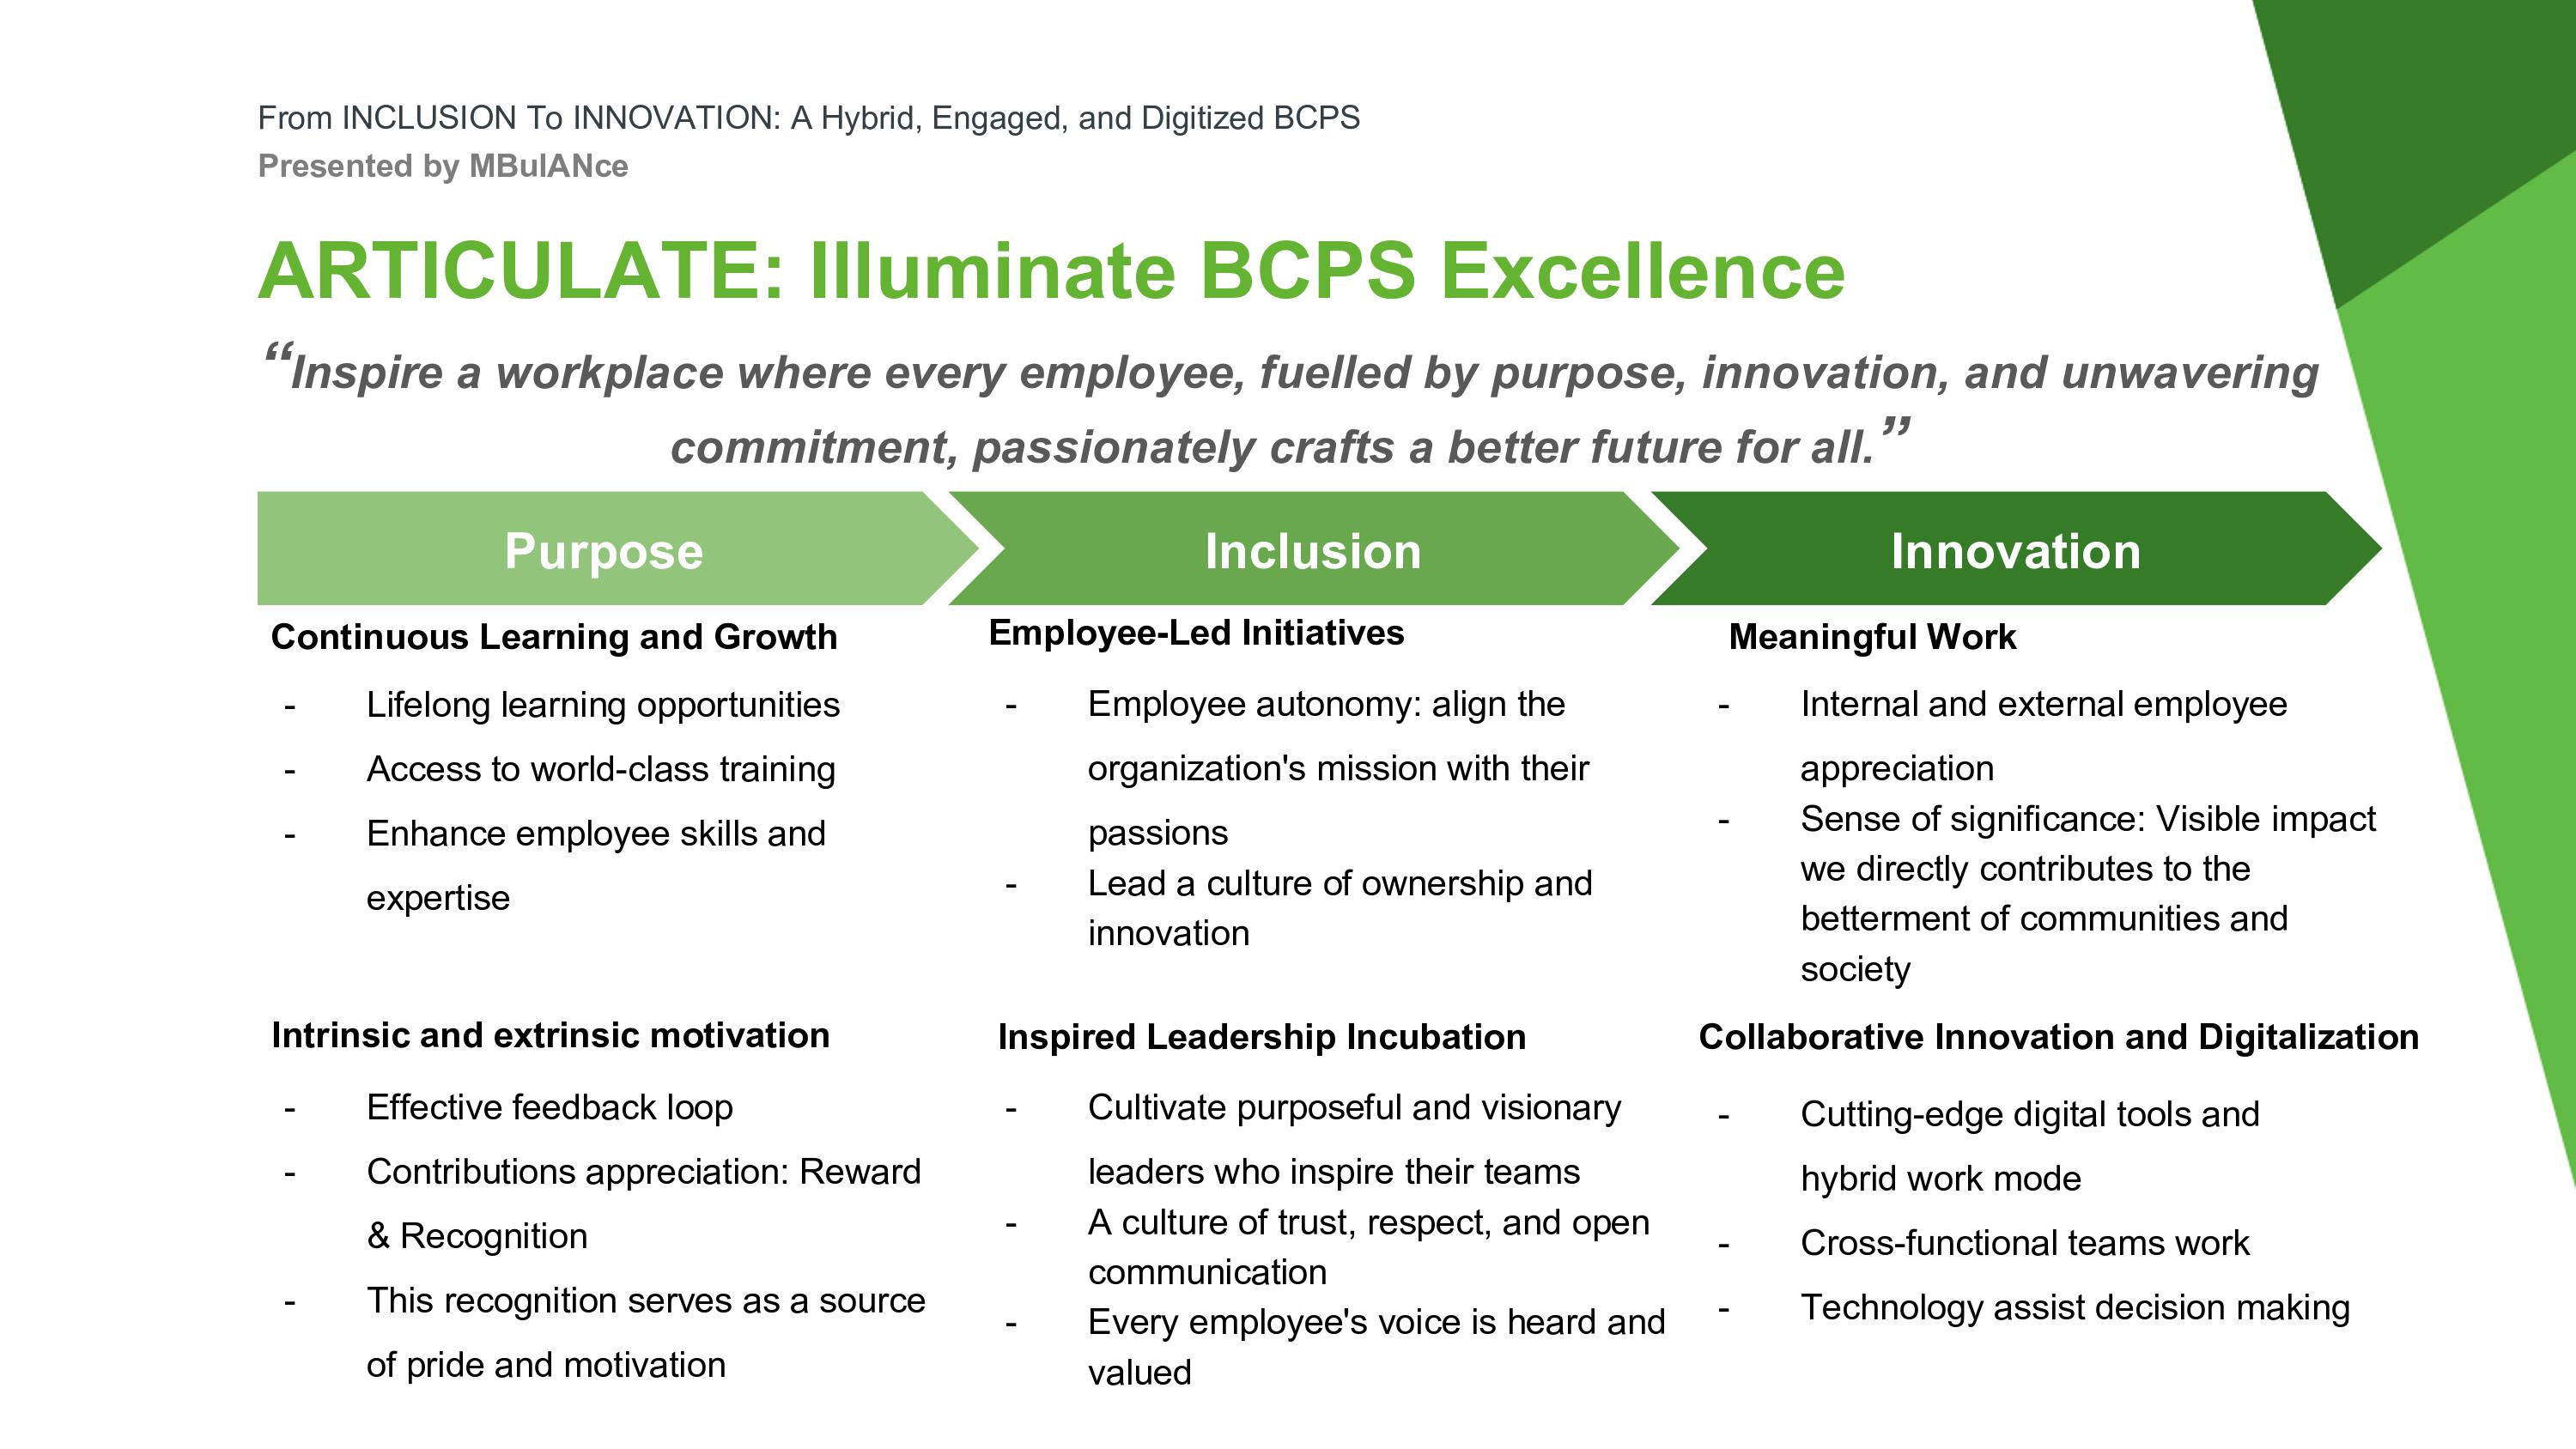 From INCLUSION To INNOVATION: A Hybrid, Engaged, and Digitized BCPS
Presented by MBulANce
ARTICULATE: Illuminate BCPS Excellence
“Inspire a workplace where every employee, fuelled by purpose, innovation, and unwavering
commitment, passionately crafts a better future for all.”
Purpose
Continuous Learning and Growth
- Lifelong learning opportunities
- Access to world-class training
- Enhance employee skills and
expertise
Intrinsic and extrinsic motivation
- Effective feedback loop
- Contributions appreciation: Reward
& Recognition
- This recognition serves as a source
of pride and motivation
Inclusion
Employee-Led Initiatives
- Employee autonomy: align the
organization's mission with their
passions
- Lead a culture of ownership and
innovation
Inspired Leadership Incubation
- Cultivate purposeful and visionary
leaders who inspire their teams
- A culture of trust, respect, and open
communication
- Every employee's voice is heard and
valued
Innovation
Meaningful Work
- Internal and external employee
appreciation
- Sense of significance: Visible impact
we directly contributes to the
betterment of communities and
society
Collaborative Innovation and Digitalization
- Cutting-edge digital tools and
hybrid work mode
- Cross-functional teams work
- Technology assist decision making